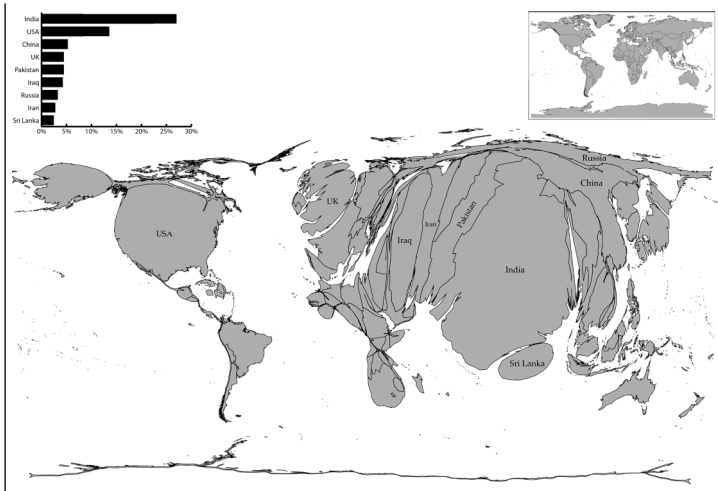 India
USA
China
UK
Pakistan
Iraq
Russia
Iran
Sri Lanka
0% 5% 10% 15% 20% 25% 30%
Russia
China
UK
Pakistan
Iran
USA
Iraq
India
Sri Lanka